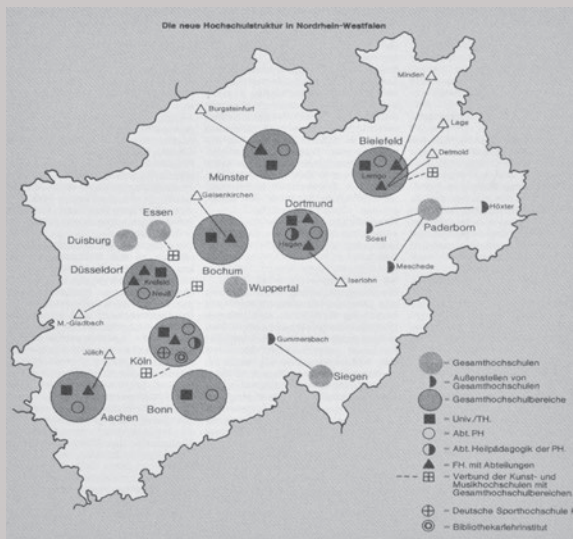 Die neue Hochschulstruktur in Nordrhein-Westfalen
Minden
Burgsteinfurt
Lage
Bielefeld
Detmold
Lemgo
Münster
Gelsenkirchen
Dortmund
Höxter
Essen
Paderborn
Soest
Duisburg
Hagen
Bochum
Meschede
Düsseldorf
Krefeld
Iserlohn
Neuß
Wuppertal
M.-Gladbach
Gummersbach
Jülich
Köln
Siegen
Aachen
Bonn
- Gesamthochschulen
- Außenstellen von
Gesamthochschulen
- Gesamthochschulbereiche
- Univ./TH.
- Abt. PH
- Abt. Heilpädagogik der PH.
- FH. mit Abteilungen
- Verbund der Kunst- und
Musikhochschulen mit
Gesamthochschulbereichen
- Deutsche Sporthochschule
- Bibliothekarlehrinstitut